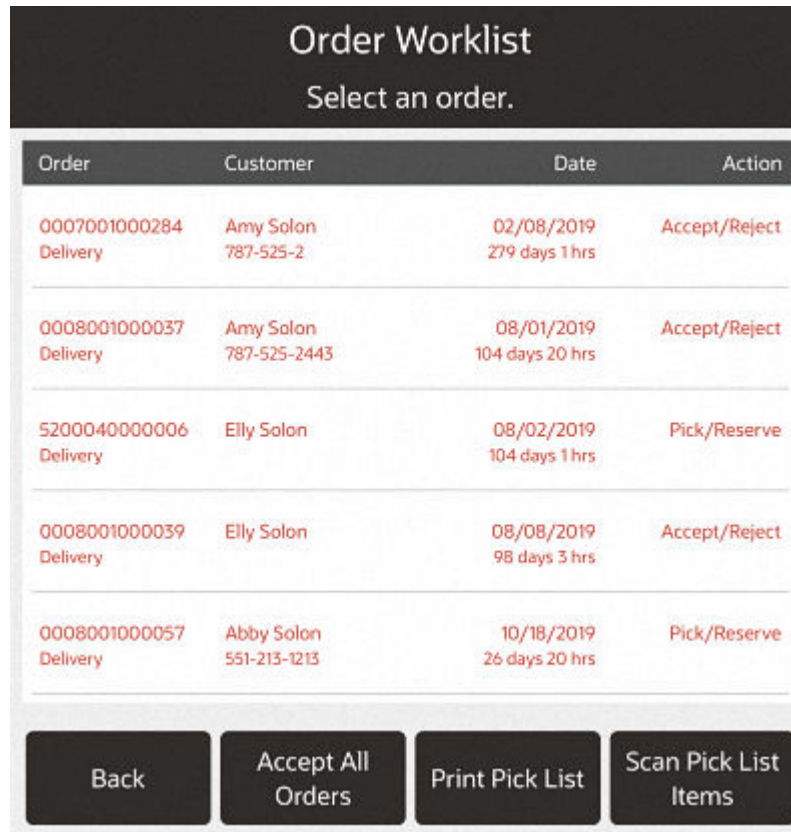 Order Worklist
Select an order.
Order Customer Date Action
0007001000284 Amy Solon 02/08/2019 Accept/Reject
Delivery 787-525-2 279 days 1 hrs
0008001000037 Amy Solon 08/01/2019 Accept/Reject
Delivery 787-525-2443 104 days 20 hrs
5200040000006 Elly Solon 08/02/2019 Pick/Reserve
Delivery 104 days 1 hrs
0008001000039 Elly Solon 08/08/2019 Accept/Reject
Delivery 98 days 3 hrs
0008001000057 Abby Solon 10/18/2019 Pick/Reserve
Delivery 551-213-1213 26 days 20 hrs
Back Accept All Orders Print Pick List Scan Pick List Items